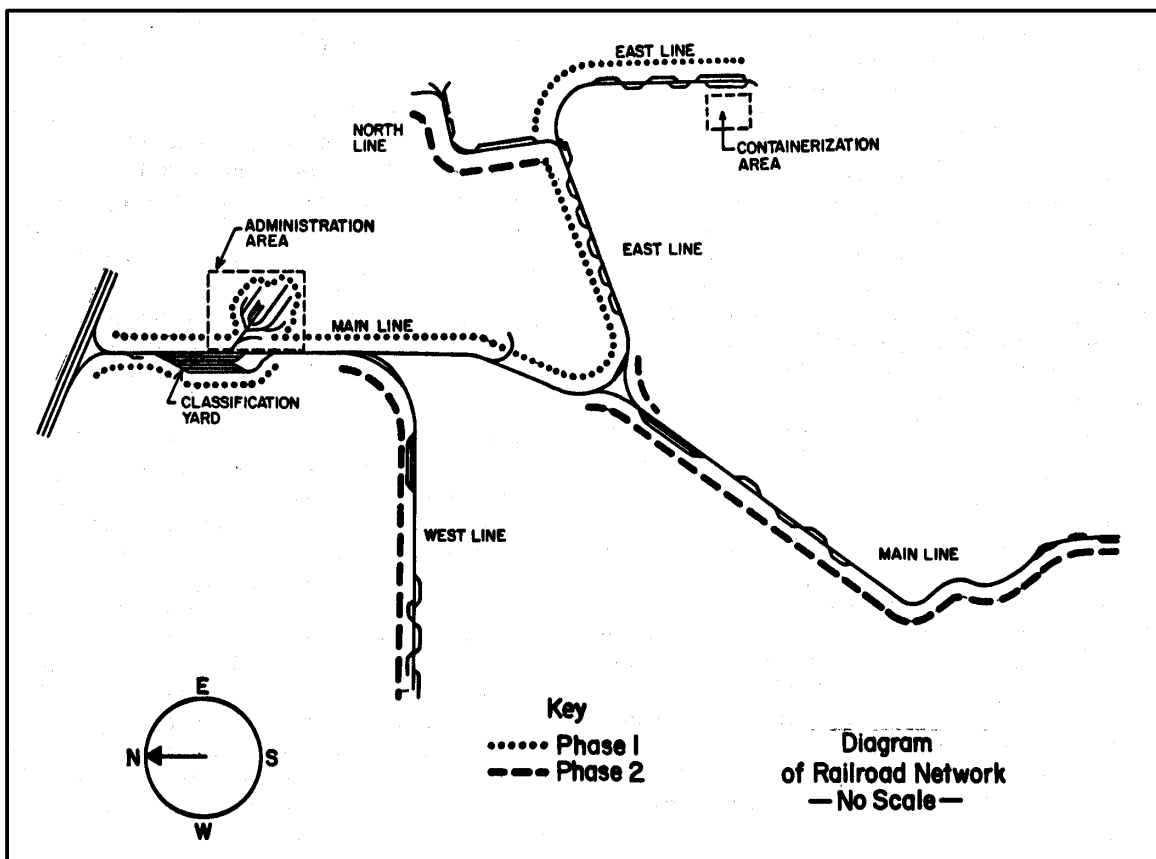 EAST LINE
NORTH
LINE
CONTAINERIZATION
AREA
ADMINISTRATION
AREA
EAST LINE
MAIN LINE
CLASSIFICATION
YARD
WEST LINE
MAIN LINE
E
N
S
W
Key
Phase 1
Phase 2
Diagram
of Railroad Network
— No Scale —